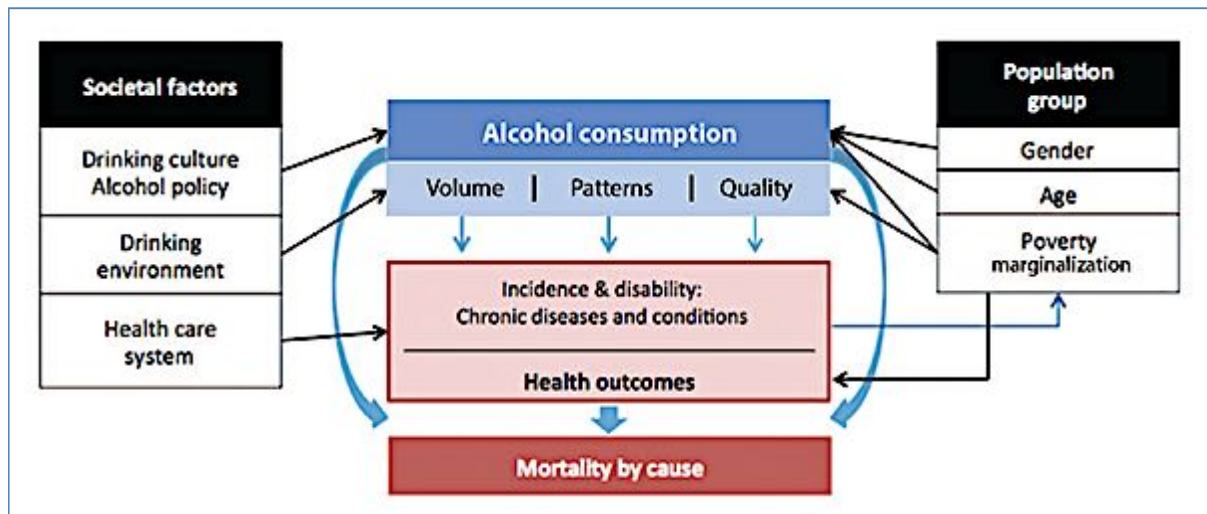 Societal factors
Drinking culture
Alcohol policy
Drinking
environment
Health care
system
Alcohol consumption
Volume | Patterns | Quality
Incidence & disability:
Chronic diseases and conditions
Health outcomes
Mortality by cause
Population
group
Gender
Age
Poverty
marginalization